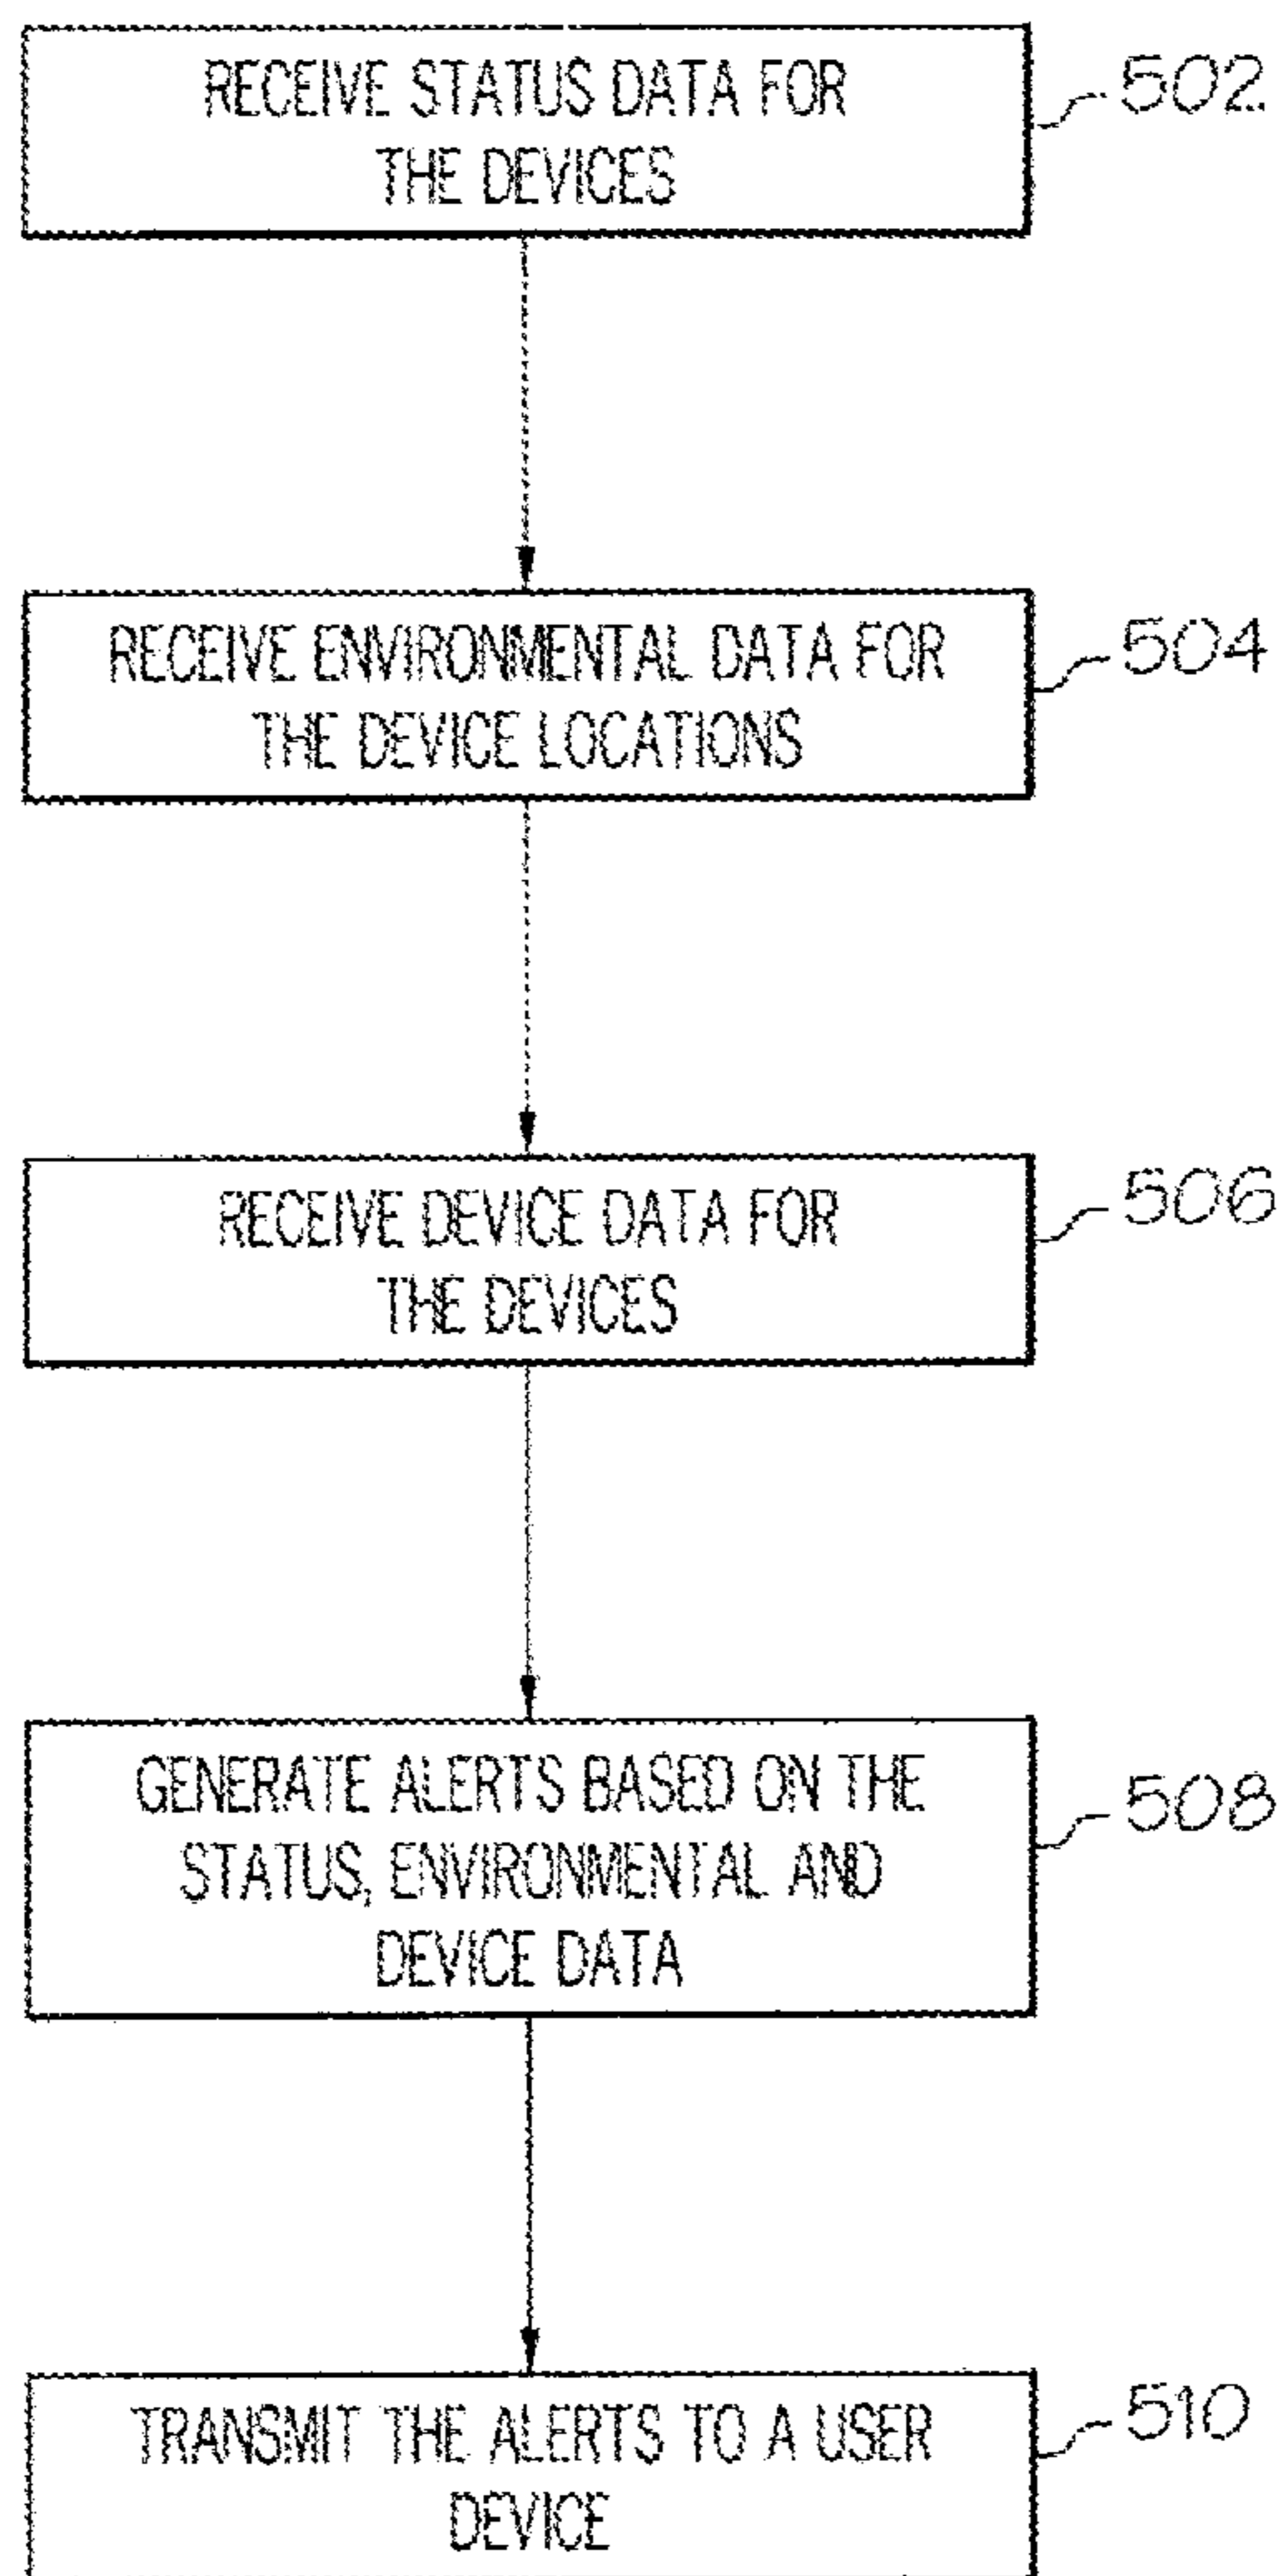 RECEIVE STATUS DATA FOR
THE DEVICES
502
RECEIVE ENVIRONMENTAL DATA FOR
THE DEVICE LOCATIONS
504
RECEIVE DEVICE DATA FOR
THE DEVICES
506
GENERATE ALERTS BASED ON THE
STATUS, ENVIRONMENTAL AND
DEVICE DATA
508
TRANSMIT THE ALERTS TO A USER
DEVICE
510